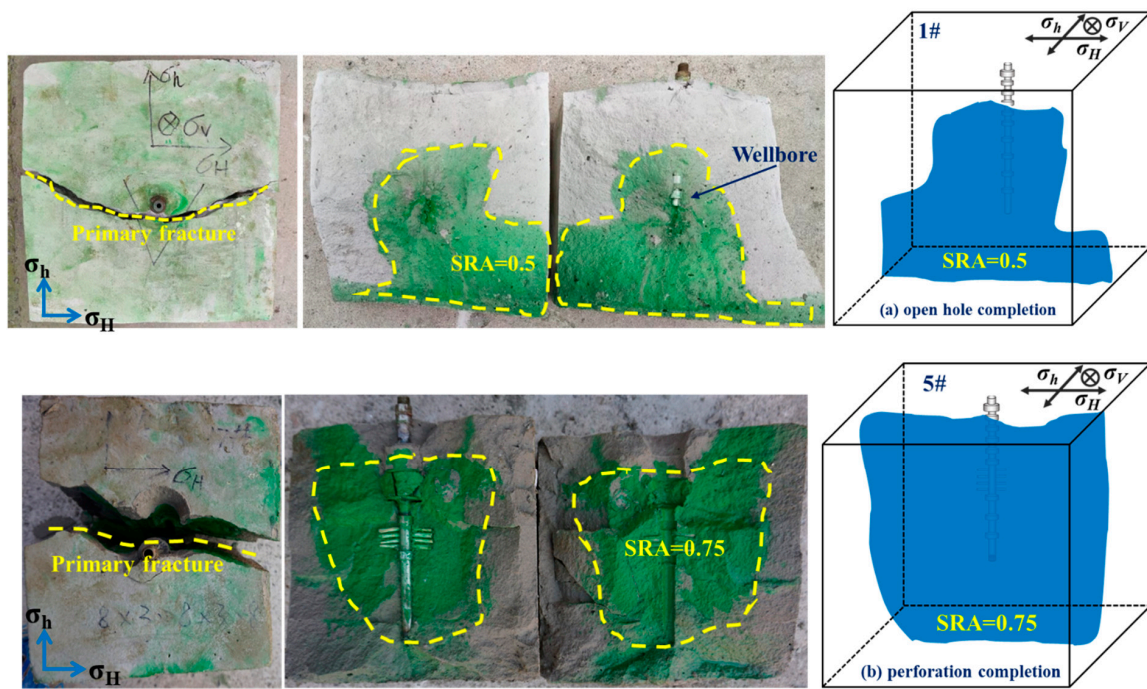 σh
σV
σH
Primary fracture
σh
σH
Wellbore
SRA=0.5
1#
σh
σV
σH
SRA=0.5
(a) open hole completion
σH
Primary fracture
8×3
σh
σH
SRA=0.75
5#
σh
σV
σH
SRA=0.75
(b) perforation completion